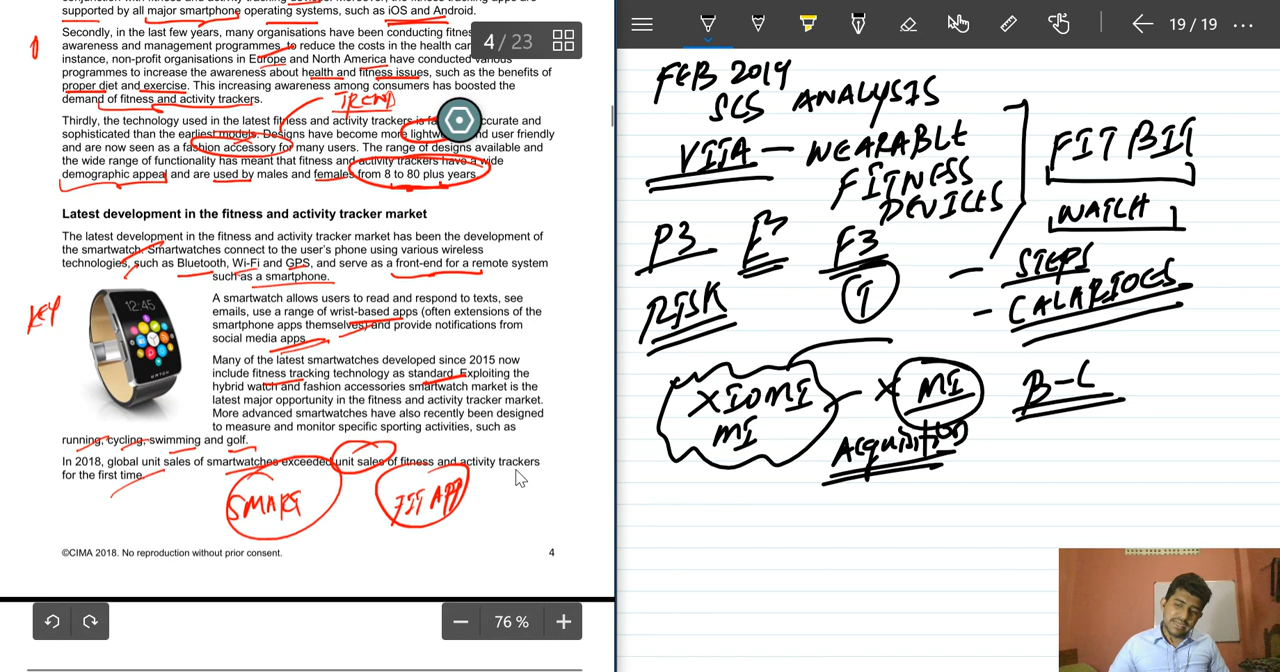 supported by all major smartphone operating systems, such as iOS and Android.
Secondly, in the last few years, many organisations have been conducting fitne
awareness and management programmes, to reduce the costs in the health car
instance, non-profit organisations in Europe and North America have conducted various
programmes to increase the awareness about health and fitness issues, such as the benefits of
proper diet and exercise. This increasing awareness among consumers has boosted the
demand of fitness and activity trackers.
TREND
Thirdly, the technology used in the latest fitness and activity trackers is fa ccurate and
sophisticated than the earliest models. Designs have become more lightw nd user friendly
and are now seen as a fashion accessory for many users. The range of designs available and
the wide range of functionality has meant that fitness and activity trackers have a wide
demographic appeal and are used by males and females from 8 to 80 plus years.
Latest development in the fitness and activity tracker market
The latest development in the fitness and activity tracker market has been the development of
the smartwatch. Smartwatches connect to the user's phone using various wireless
technologies, such as Bluetooth, Wi-Fi and GPS, and serve as a front-end for a remote system
such as a smartphone.
KEY
12:45
A smartwatch allows users to read and respond to texts, see
emails, use a range of wrist-based apps (often extensions of the
smartphone apps themselves) and provide notifications from
social media apps.
Many of the latest smartwatches developed since 2015 now
include fitness tracking technology as standard. Exploiting the
hybrid watch and fashion accessories smartwatch market is the
latest major opportunity in the fitness and activity tracker market.
More advanced smartwatches have also recently been designed
to measure and monitor specific sporting activities, such as
running, cycling, swimming and golf.
In 2018, global unit sales of smartwatches exceeded unit sales of fitness and activity trackers
for the first time.
SMART
FIT APP
©CIMA 2018. No reproduction without prior consent.
4
4 / 23
76 %
19 / 19
FEB 2019
SCS ANALYSIS
VITA - WEARABLE
FITNESS
DEVICES
FITBIT
WATCH
P3 E3 F3
RISK
- STEPS
- CALARIOES
XIOMI
MI
X MI
Acquisition
B-C